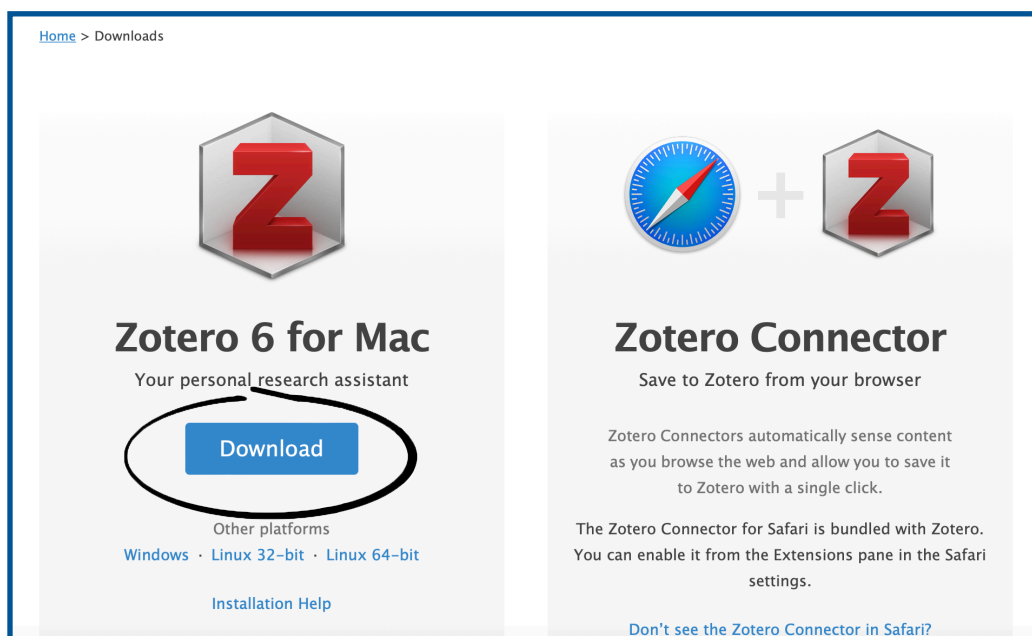 Home > Downloads
Z
Z
Zotero 6 for Mac
Your personal research assistant
Download
Other platforms
Windows · Linux 32-bit · Linux 64-bit
Installation Help
Zotero Connector
Save to Zotero from your browser
Zotero Connectors automatically sense content
as you browse the web and allow you to save it
to Zotero with a single click.
The Zotero Connector for Safari is bundled with Zotero.
You can enable it from the Extensions pane in the Safari
settings.
Don’t see the Zotero Connector in Safari?